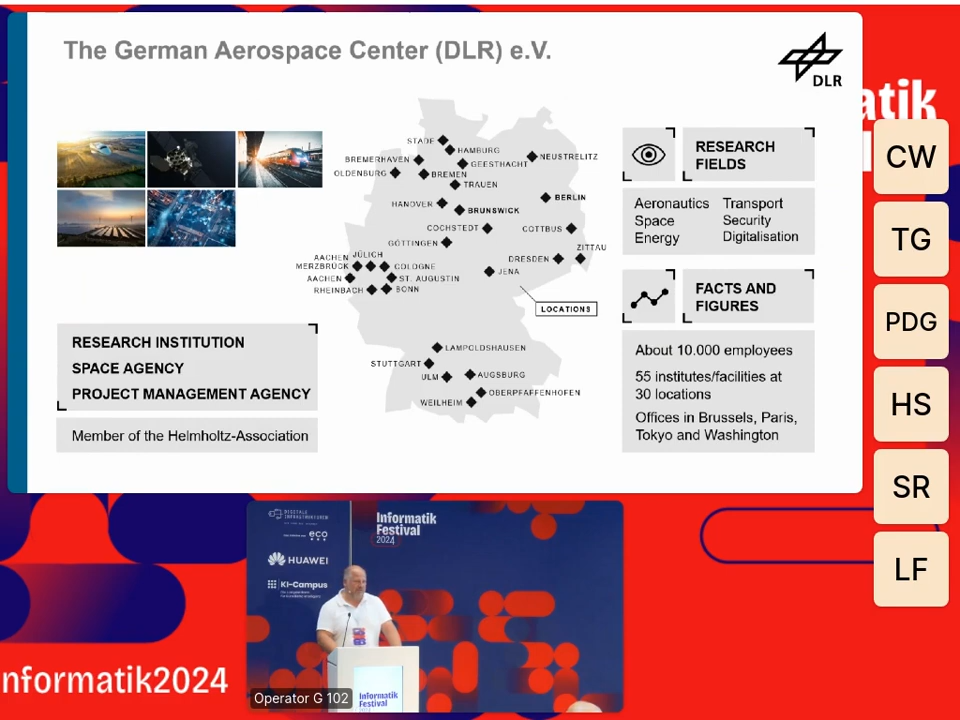 The German Aerospace Center (DLR) e.V.
DLR
atik
STADE
HAMBURG
BREMERHAVEN
GEESTHACHT
NEUSTRELITZ
OLDENBURG
BREMEN
TRAUEN
HANOVER
BRUNSWICK
BERLIN
COCHSTEDT
COTTBUS
GÖTTINGEN
ZITTAU
AACHEN
MERZBRÜCK
JÜLICH
COLOGNE
DRESDEN
AACHEN
ST. AUGUSTIN
JENA
RHEINBACH
BONN
LOCATIONS
LAMPOLDSHAUSEN
STUTTGART
ULM
AUGSBURG
OBERPFAFFENHOFEN
WEILHEIM
RESEARCH INSTITUTION
SPACE AGENCY
PROJECT MANAGEMENT AGENCY
Member of the Helmholtz-Association
RESEARCH
FIELDS
Aeronautics Transport
Space Security
Energy Digitalisation
FACTS AND
FIGURES
About 10.000 employees
55 institutes/facilities at
30 locations
Offices in Brussels, Paris,
Tokyo and Washington
CW
TG
PDG
HS
SR
LF
DIGITALE
INFRASTRUKTUREN
eco
HUAWEI
KI-Campus
Informatik
Festival
2024
Operator G 102
Informatik
Festival
2024
nformatik2024